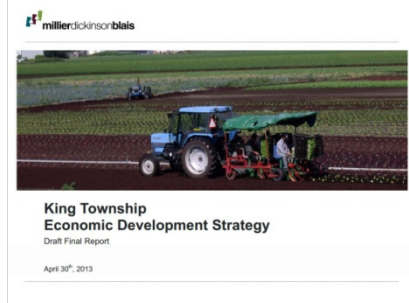 millierdickinsonblais
King Township
Economic Development Strategy
Draft Final Report
April 30th, 2013